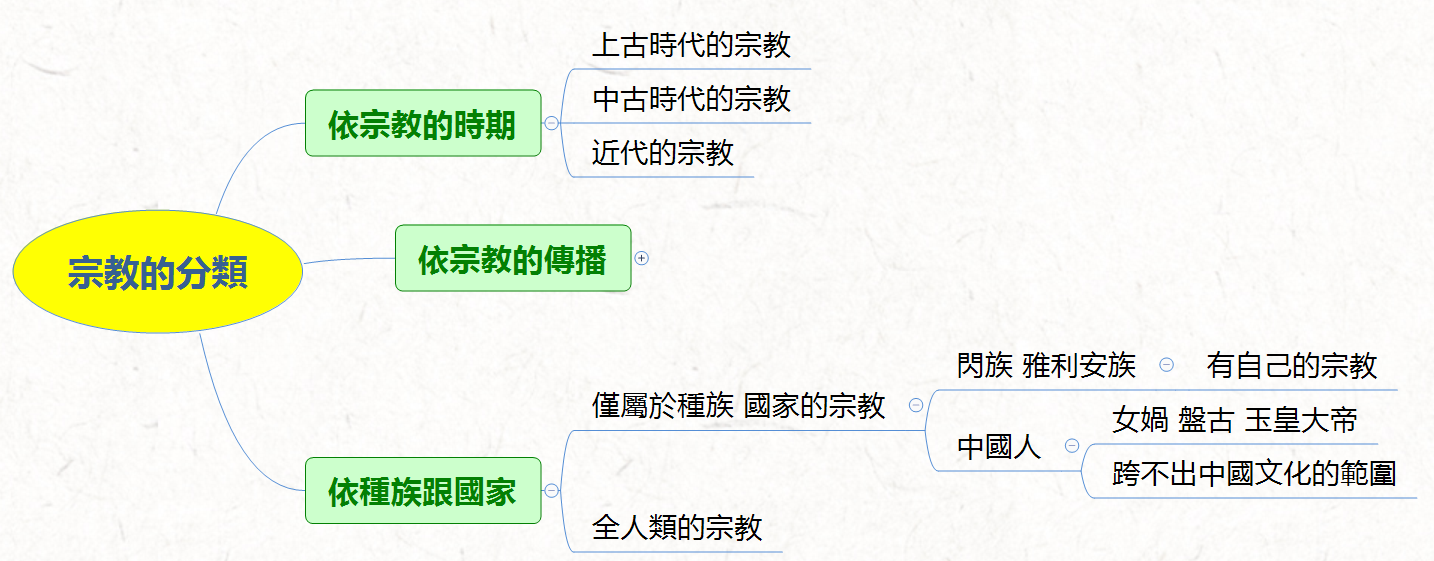 宗教的分類
依宗教的時期
上古時代的宗教
中古時代的宗教
近代的宗教
依宗教的傳播
依種族跟國家
僅屬於種族 國家的宗教
閃族 雅利安族
有自己的宗教
中國人
女媧 盤古 玉皇大帝
跨不出中國文化的範圍
全人類的宗教